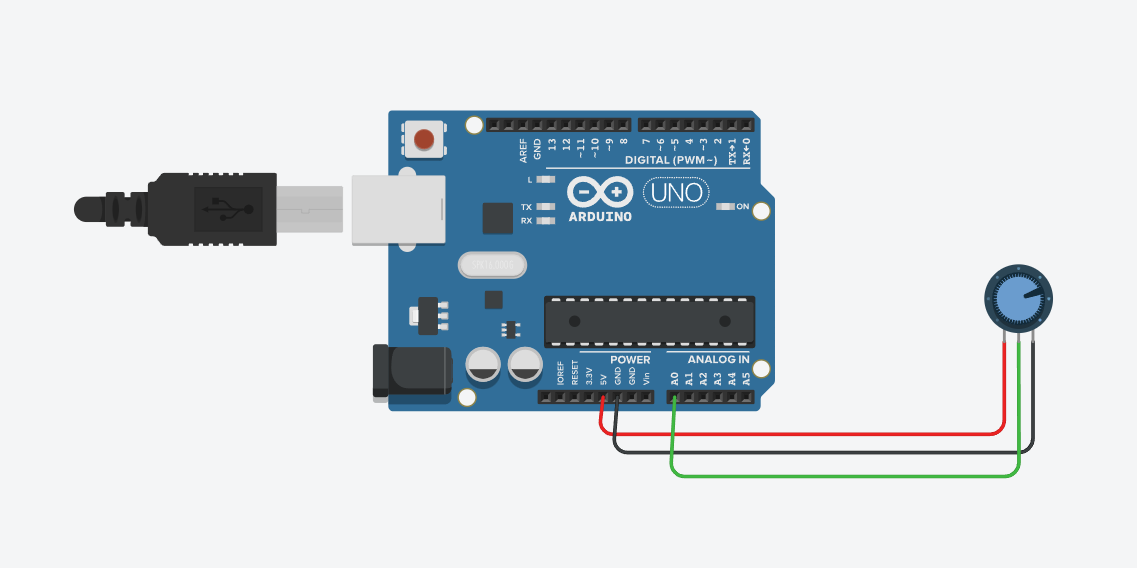 AREF
GND
13
12
~11
~10
~9
8
7
~6
~5
4
~3
2
TX→1
RX←0
DIGITAL (PWM~)
L
TX
RX
ARDUINO
UNO
ON
POWER
ANALOG IN
IOREF
RESET
3.3V
5V
GND
GND
Vin
A0
A1
A2
A3
A4
A5